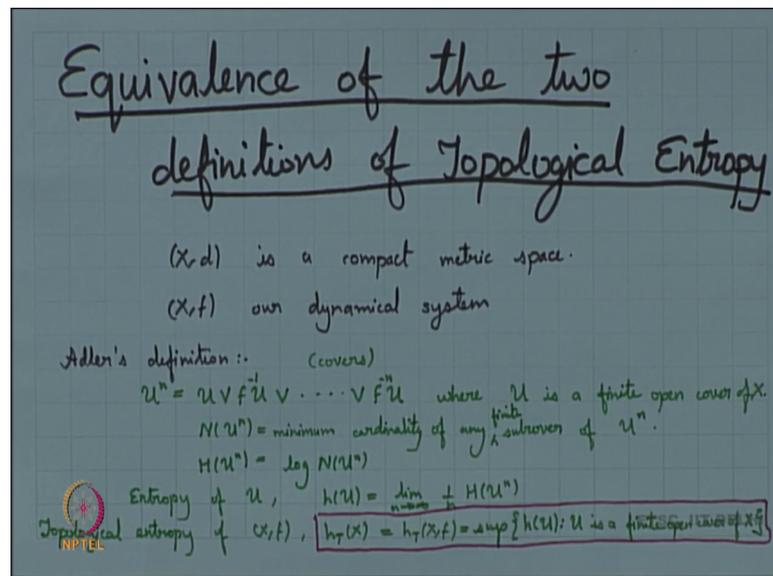 Equivalence of the two
definitions of Topological Entropy
(X,d) is a compact metric space.
(X,f) our dynamical system
Adler's definition :. (covers)
U^n = U ∨ f^{-1}U ∨ ..... ∨ f^{-n}U where U is a finite open cover of X.
N(U^n) = minimum cardinality of any finite subcover of U^n.
H(U^n) = log N(U^n)
Entropy of U, h(U) = lim_{n→∞} 1/n H(U^n)
Topological entropy of (X,f), h_T(X) = h_T(X,f) = sup {h(U): U is a finite open cover of X}
NPTEL